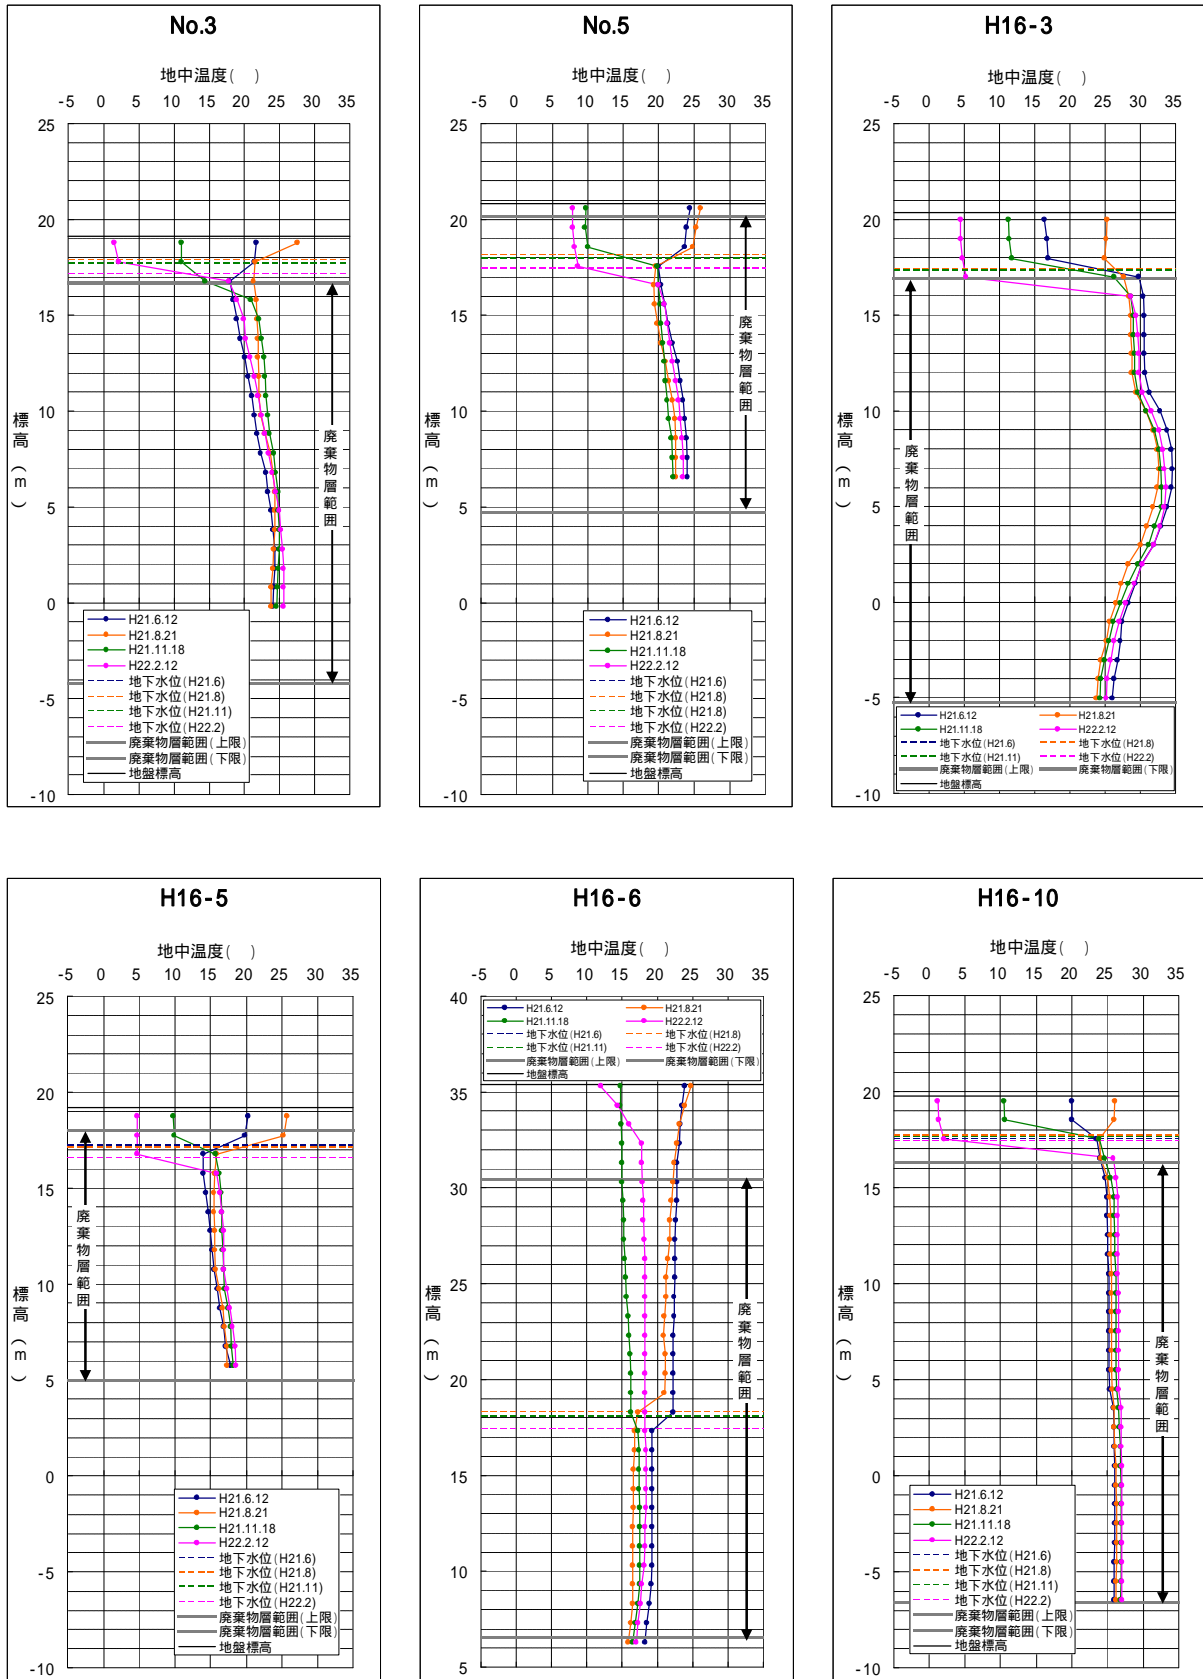 No.3
地中温度(　)
-5 0 5 10 15 20 25 30 35
25
20
15
10
5
0
-5
-10
標高(m)
廃棄物層範囲
H21.6.12
H21.8.21
H21.11.18
H22.2.12
地下水位(H21.6)
地下水位(H21.8)
地下水位(H21.11)
地下水位(H22.2)
廃棄物層範囲(上限)
廃棄物層範囲(下限)
地盤標高
No.5
地中温度(　)
-5 0 5 10 15 20 25 30 35
25
20
15
10
5
0
-5
-10
標高(m)
廃棄物層範囲
H21.6.12
H21.8.21
H21.11.18
H22.2.12
地下水位(H21.6)
地下水位(H21.8)
地下水位(H21.8)
地下水位(H22.2)
廃棄物層範囲(上限)
廃棄物層範囲(下限)
地盤標高
H16-3
地中温度(　)
-5 0 5 10 15 20 25 30 35
25
20
15
10
5
0
-5
-10
標高(m)
廃棄物層範囲
H21.6.12 H21.8.21
H21.11.18 H22.2.12
地下水位(H21.6) 地下水位(H21.8)
地下水位(H21.11) 地下水位(H22.2)
廃棄物層範囲(上限) 廃棄物層範囲(下限)
地盤標高
H16-5
地中温度(　)
-5 0 5 10 15 20 25 30 35
25
20
15
10
5
0
-5
-10
標高(m)
廃棄物層範囲
H21.6.12
H21.8.21
H21.11.18
H22.2.12
地下水位(H21.6)
地下水位(H21.8)
地下水位(H21.11)
地下水位(H22.2)
廃棄物層範囲(上限)
廃棄物層範囲(下限)
地盤標高
H16-6
地中温度(　)
-5 0 5 10 15 20 25 30 35
40
35
30
25
20
15
10
5
標高(m)
H21.6.12 H21.8.21
H21.11.18 H22.2.12
地下水位(H21.6) 地下水位(H21.8)
地下水位(H21.11) 地下水位(H22.2)
廃棄物層範囲(上限) 廃棄物層範囲(下限)
地盤標高
廃棄物層範囲
H16-10
地中温度(　)
-5 0 5 10 15 20 25 30 35
25
20
15
10
5
0
-5
-10
標高(m)
廃棄物層範囲
H21.6.12
H21.8.21
H21.11.18
H22.2.12
地下水位(H21.6)
地下水位(H21.8)
地下水位(H21.11)
地下水位(H22.2)
廃棄物層範囲(上限)
廃棄物層範囲(下限)
地盤標高